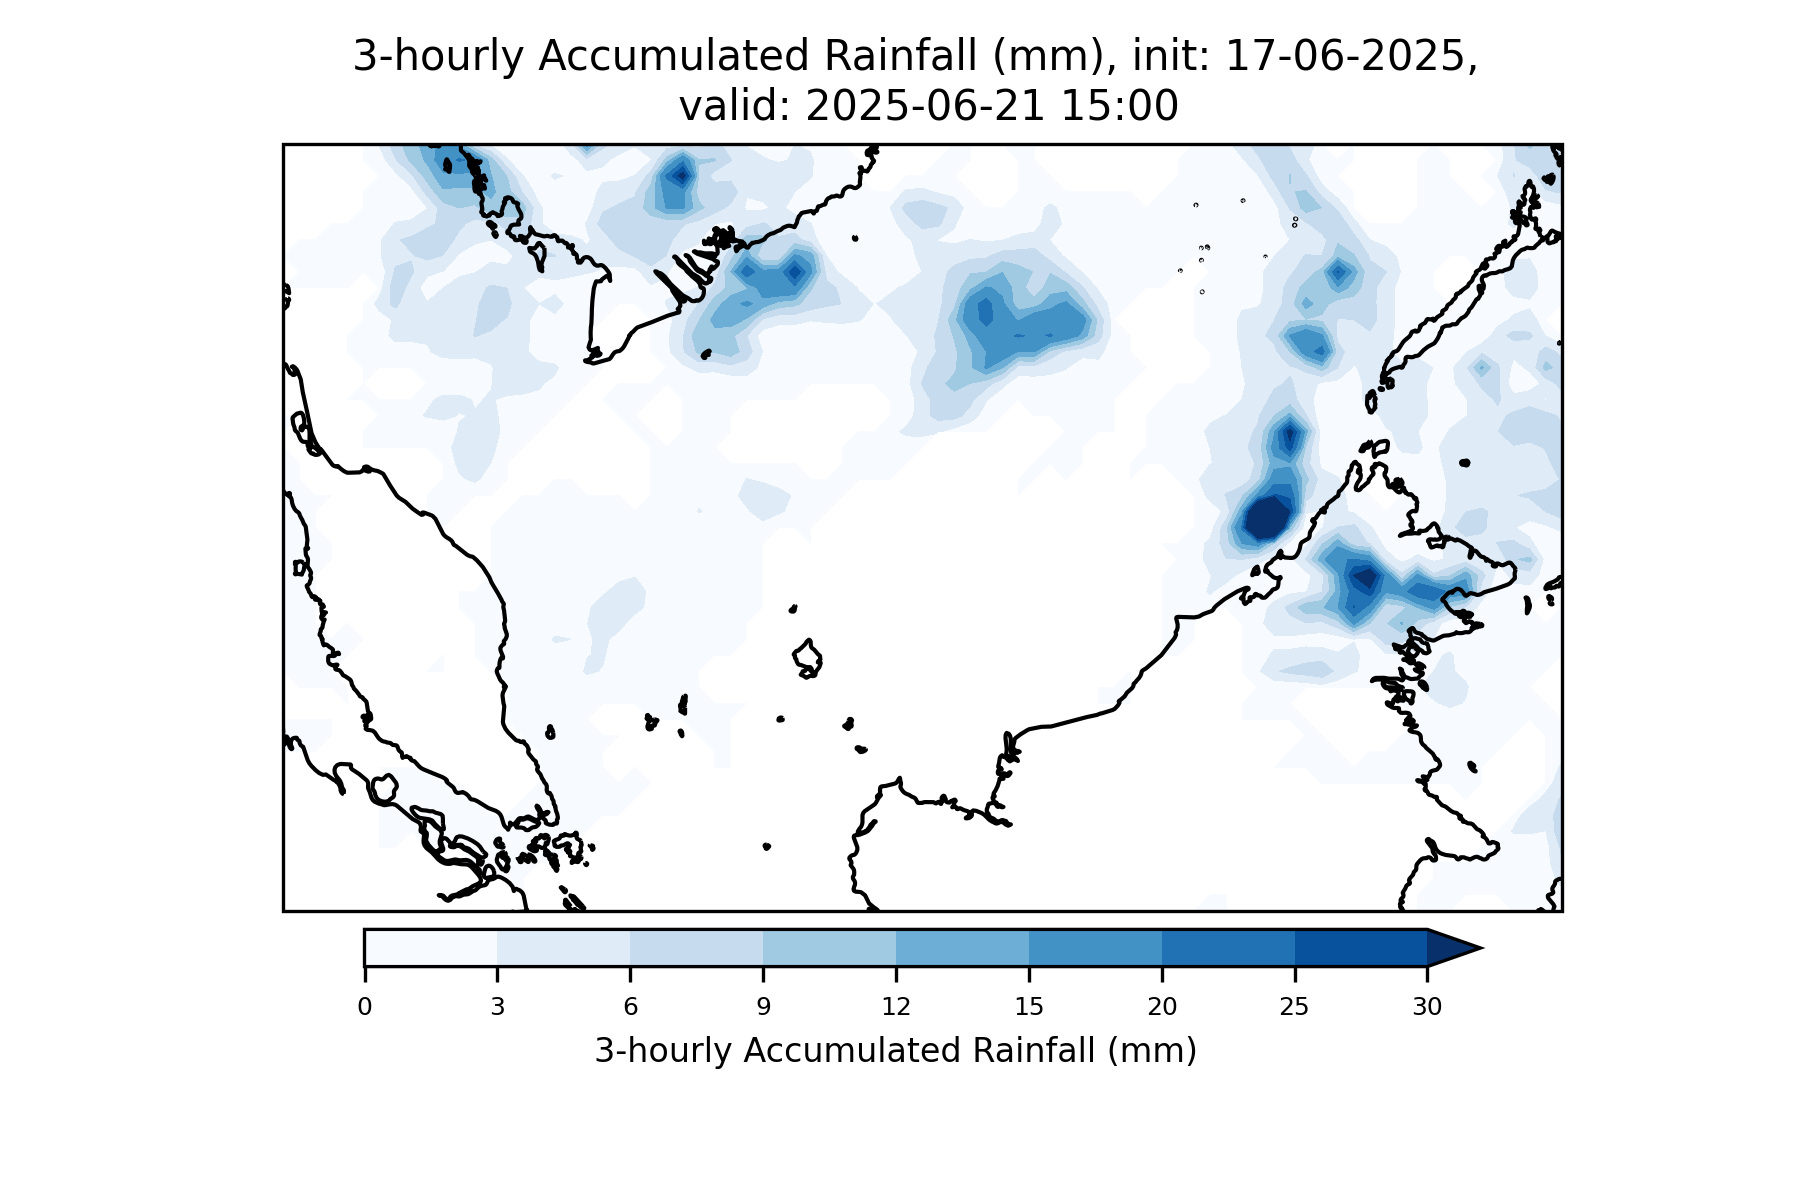 3-hourly Accumulated Rainfall (mm), init: 17-06-2025,
valid: 2025-06-21 15:00
0 3 6 9 12 15 20 25 30
3-hourly Accumulated Rainfall (mm)